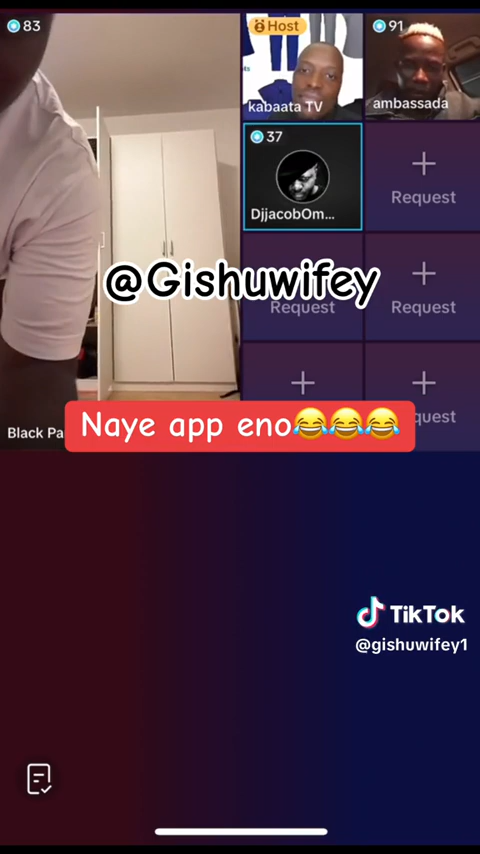 83
Host
kabaata TV
91
ambassada
37
DjjacobOm...
Request
@Gishuwifey
Request
Request
Black Pa
Naye app eno😂😂😂
quest
TikTok
@gishuwifey1